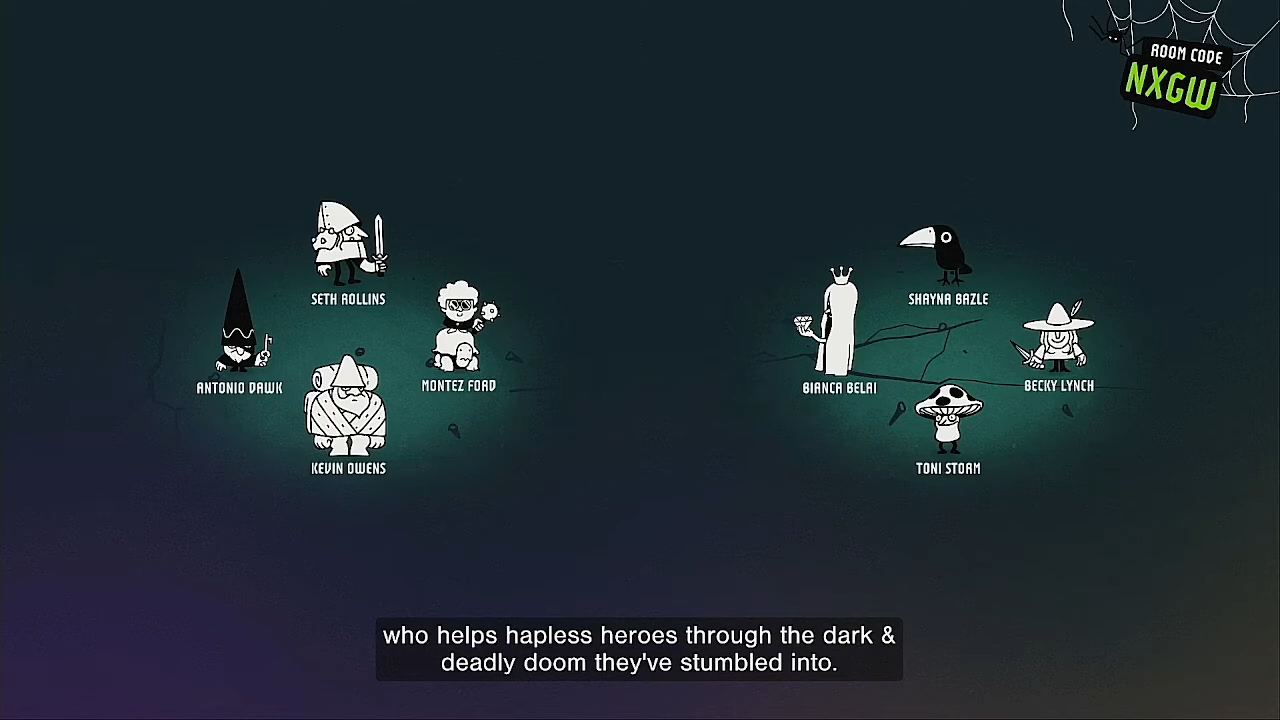 ROOM CODE
NXGW
SETH ROLLINS
SHAYNA BAZLE
ANTONIO DAWK
MONTEZ FORD
BIANCA BELAI
BECKY LYNCH
KEVIN OWENS
TONI STORM
who helps hapless heroes through the dark &
deadly doom they've stumbled into.